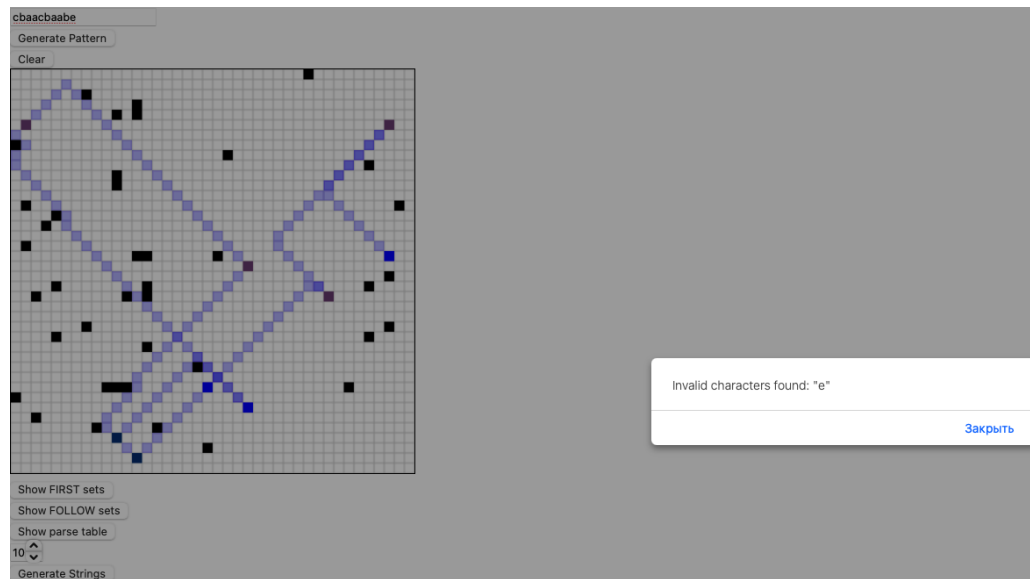 cbaacbaabe
Generate Pattern
Clear
Invalid characters found: "e"
Закрыть
Show FIRST sets
Show FOLLOW sets
Show parse table
10
Generate Strings